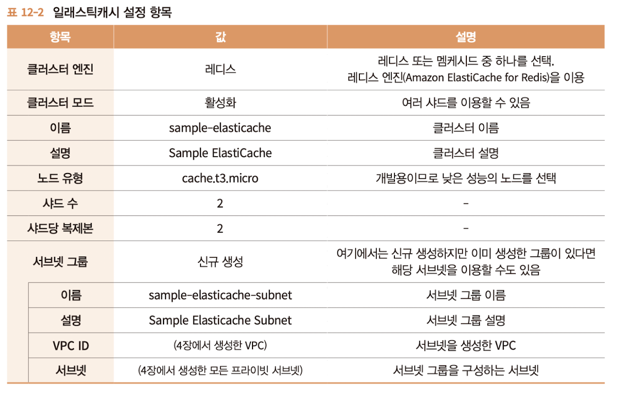 표 12-2 일래스틱캐시 설정 항목
항목 값 설명
클러스터 엔진 레디스 레디스 또는 멤케시드 중 하나를 선택.
레디스 엔진(Amazon ElastiCache for Redis)을 이용
클러스터 모드 활성화 여러 샤드를 이용할 수 있음
이름 sample-elasticache 클러스터 이름
설명 Sample ElastiCache 클러스터 설명
노드 유형 cache.t3.micro 개발용이므로 낮은 성능의 노드를 선택
샤드 수 2 -
샤드당 복제본 2 -
서브넷 그룹 신규 생성 여기에서는 신규 생성하지만 이미 생성한 그룹이 있다면
해당 서브넷을 이용할 수도 있음
이름 sample-elasticache-subnet 서브넷 그룹 이름
설명 Sample Elasticache Subnet 서브넷 그룹 설명
VPC ID (4장에서 생성한 VPC) 서브넷을 생성한 VPC
서브넷 (4장에서 생성한 모든 프라이빗 서브넷) 서브넷 그룹을 구성하는 서브넷